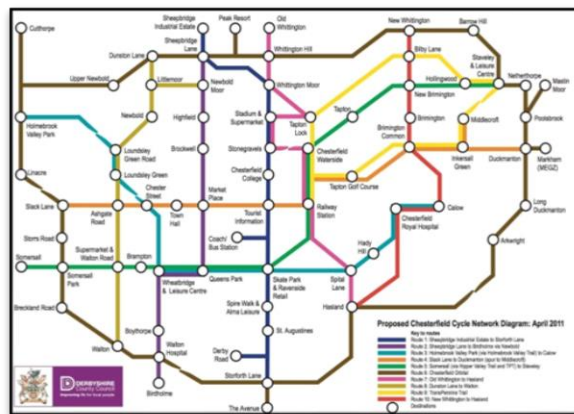 Cutthorpe
Sheepbridge
Industrial Estate
Peak Resort
Old
Whittington
New Whittington
Barrow Hill
Sheepbridge
Lane
Dunston Lane
Whittington Hill
Bilby Lane
Staveley
& Leisure
Centre
Upper Newbold
Littlemoor
Newbold
Moor
Whittington Moor
Hollingwood
Netherthorpe
Mastin
Moor
New Brimington
Holmebrook
Valley Park
Newbold
Highfield
Stadium &
Supermarket
Tapton
Lock
Tapton
Brimington
Middlecroft
Poolsbrook
Loundsley
Green Road
Brockwell
Stonegravels
Chesterfield
Waterside
Brimington
Common
Inkersall
Green
Duckmanton
Markham
(MEGZ)
Linacre
Loundsley Green
Chester
Street
Chesterfield
College
Tapton Golf Course
Slack Lane
Ashgate
Road
Town
Hall
Market
Place
Tourist
Information
Railway
Station
Chesterfield
Royal Hospital
Calow
Long
Duckmanton
Storrs Road
Supermarket &
Walton Road
Coach/
Bus Station
Hady
Hill
Arkwright
Somersall
Brampton
Somersall
Park
Wheatbridge
& Leisure Centre
Queens Park
Skate Park
& Ravenside
Retail
Spital
Lane
Breckland Road
Spire Walk &
Alma Leisure
Hasland
Boythorpe
St. Augustines
Walton
Walton
Hospital
Derby
Road
Birdholme
Storforth Lane
The Avenue
DERBYSHIRE
County Council
Improving life for local people
Proposed Chesterfield Cycle Network Diagram: April 2011
Key to routes
Route 1: Sheepbridge Industrial Estate to Storforth Lane
Route 2: Sheepbridge Lane to Birdholme via Newbold
Route 3: Holmebrook Valley Park (via Holmebrook Valley Trail) to Calow
Route 4: Slack Lane to Duckmanton (spur to Middlecroft)
Route 5: Somersall (via Hipper Valley Trail and TPT) to Staveley
Route 6: Chesterfield Orbital
Route 7: Old Whittington to Hasland
Route 8: Dunston Lane to Walton
Route 9: TransPennine Trail
Route 10: New Whittington to Hasland
Destinations